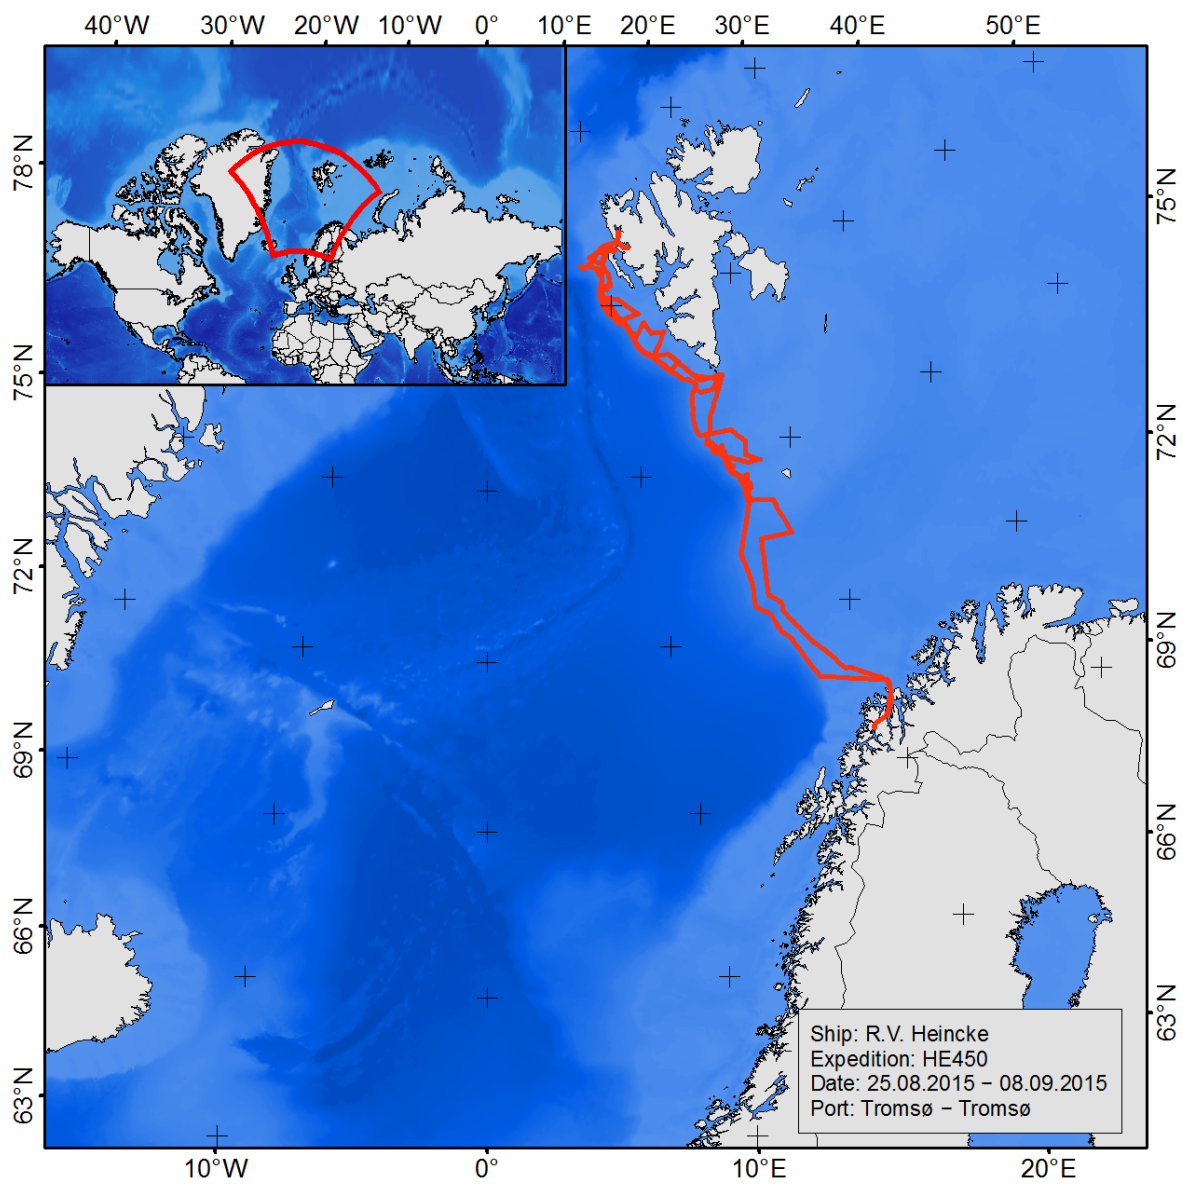 40°W 30°W 20°W 10°W 0° 10°E 20°E 30°E 40°E 50°E
78°N
75°N
72°N
69°N
66°N
63°N
75°N
72°N
69°N
66°N
63°N
Ship: R.V. Heincke
Expedition: HE450
Date: 25.08.2015 – 08.09.2015
Port: Tromsø – Tromsø
10°W 0° 10°E 20°E